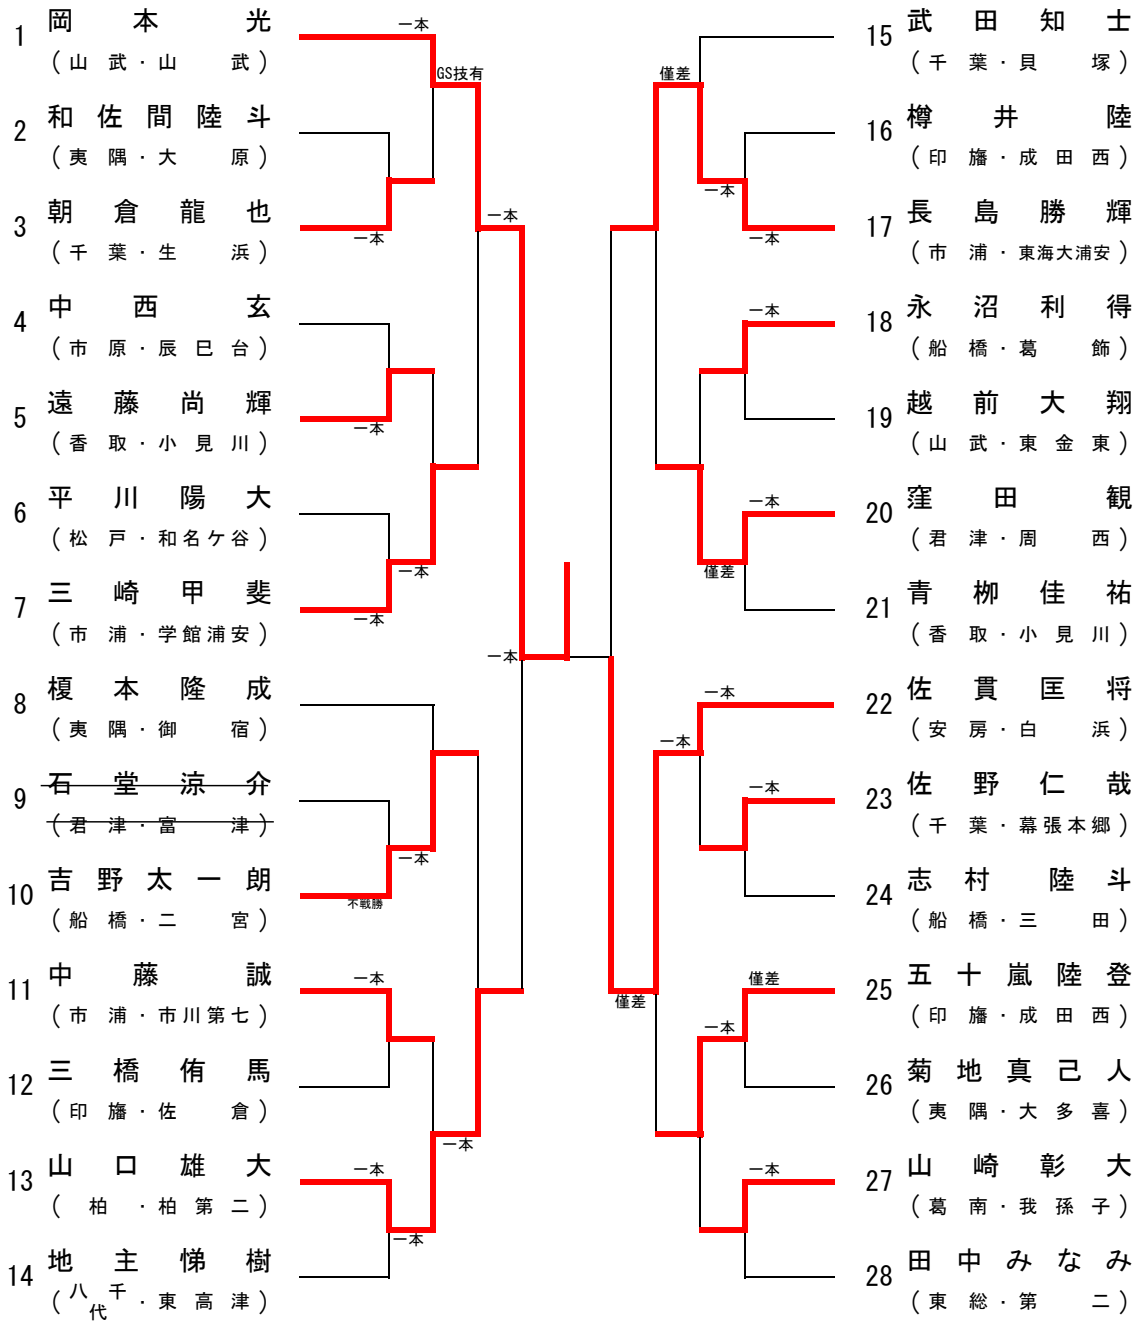 1 岡本光
(山武・山武)
2 和佐間陸斗
(夷隅・大原)
3 朝倉龍也
(千葉・生浜)
4 中西玄
(市原・辰巳台)
5 遠藤尚輝
(香取・小見川)
6 平川陽大
(松戸・和名ケ谷)
7 三崎甲斐
(市浦・学館浦安)
8 榎本隆成
(夷隅・御宿)
9 石堂涼介
(君津・富津)
10 吉野太一朗
(船橋・二宮)
11 中藤誠
(市浦・市川第七)
12 三橋侑馬
(印旛・佐倉)
13 山口雄大
(柏・柏第二)
14 地主悌樹
(八千代・東高津)
一本
GS技有
一本
一本
一本
一本
一本
一本
一本
不戦勝
一本
一本
一本
一本
僅差
一本
一本
一本
一本
僅差
一本
一本
一本
僅差
僅差
一本
一本
15 武田知士
(千葉・貝塚)
16 樽井陸
(印旛・成田西)
17 長島勝輝
(市浦・東海大浦安)
18 永沼利得
(船橋・葛飾)
19 越前大翔
(山武・東金東)
20 窪田観
(君津・周西)
21 青栁佳祐
(香取・小見川)
22 佐貫匡将
(安房・白浜)
23 佐野仁哉
(千葉・幕張本郷)
24 志村陸斗
(船橋・三田)
25 五十嵐陸登
(印旛・成田西)
26 菊地真己人
(夷隅・大多喜)
27 山崎彰大
(葛南・我孫子)
28 田中みなみ
(東総・第二)